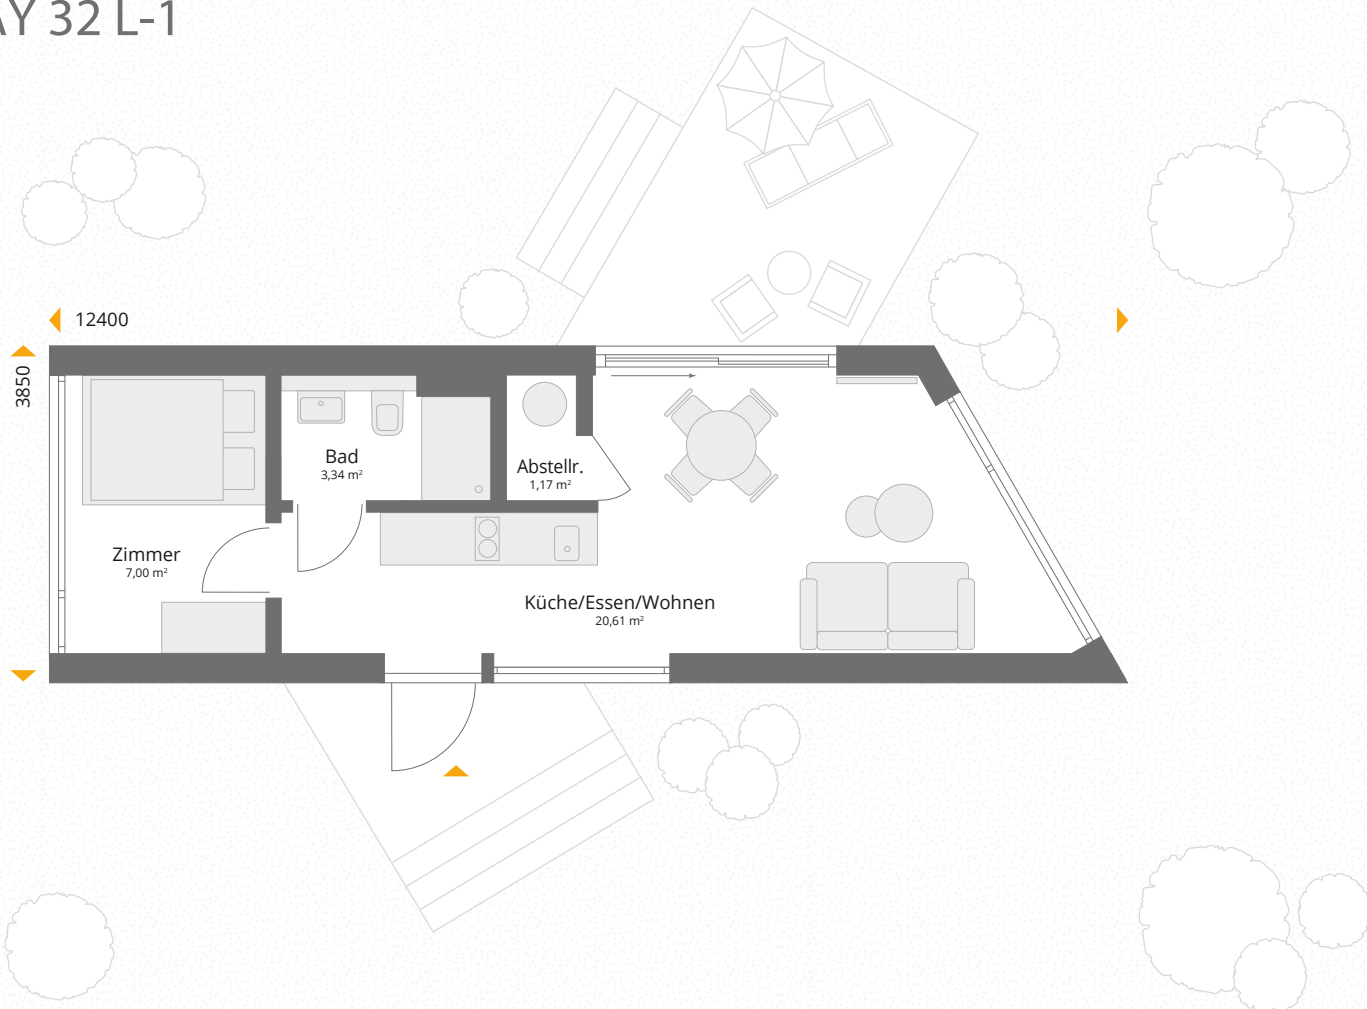 AY 32 L-1
12400
3850
Bad
3,34 m²
Abstellr.
1,17 m²
Zimmer
7,00 m²
Küche/Essen/Wohnen
20,61 m²